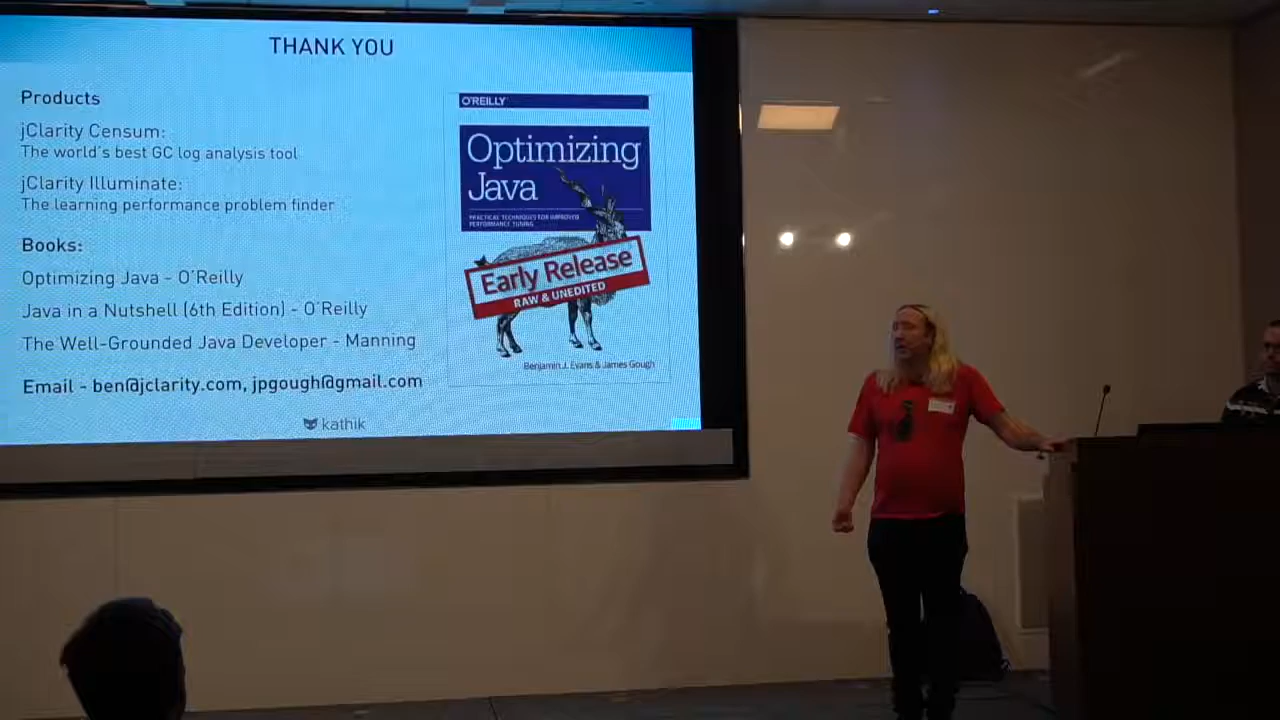 THANK YOU
Products
jClarity Censum:
The world's best GC log analysis tool
jClarity Illuminate:
The learning performance problem finder
Books:
Optimizing Java - O'Reilly
Java in a Nutshell (6th Edition) - O'Reilly
The Well-Grounded Java Developer - Manning
Email - ben@jclarity.com, jpgough@gmail.com
kathik
O'REILLY
Optimizing
Java
PRACTICAL TECHNIQUES FOR IMPROVED
PERFORMANCE TUNING
Early Release
RAW & UNEDITED
Benjamin J. Evans & James Gough